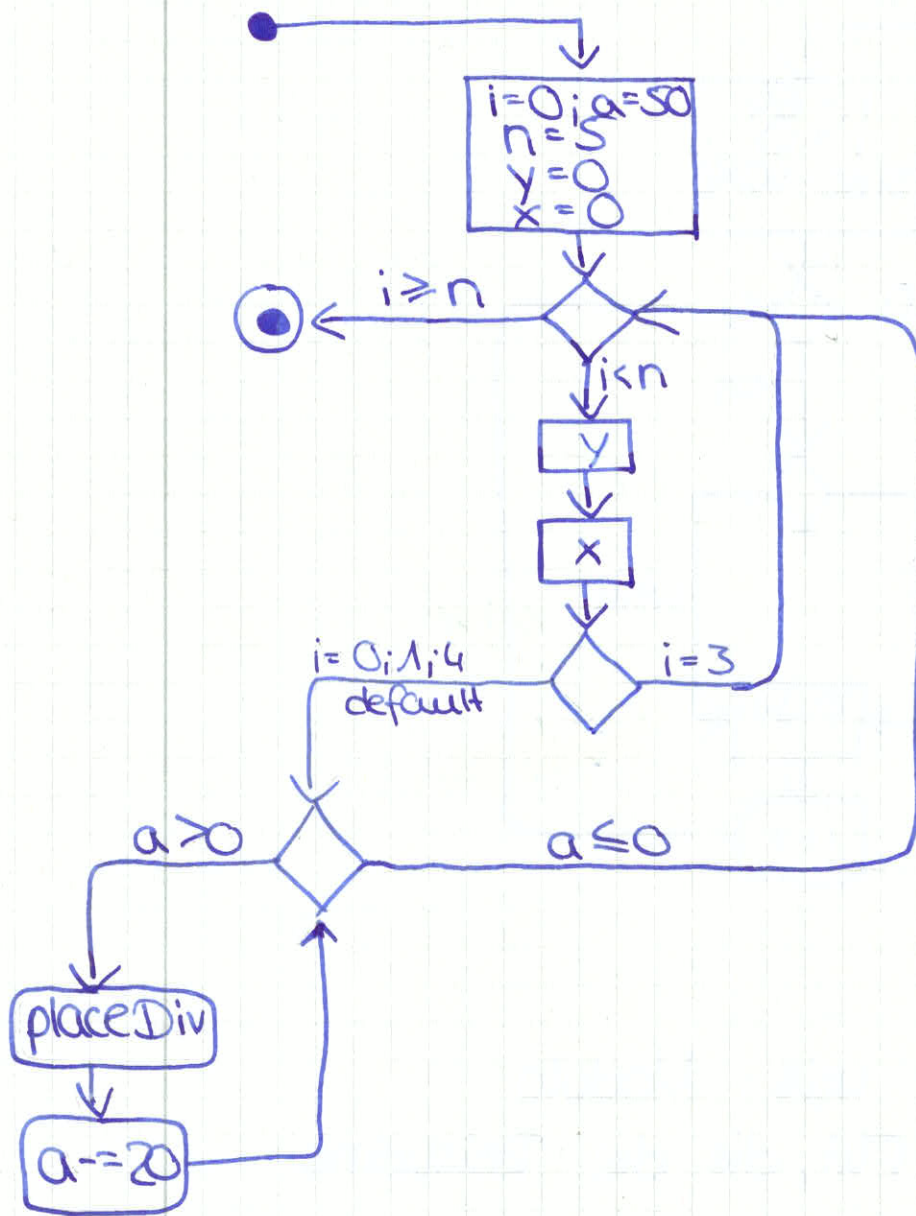 i=0;a=50
n=5
y=0
x=0
i≥n
i<n
y
x
i=0;1;4
default
i=3
a>0
a≤0
placeDiv
a-=20